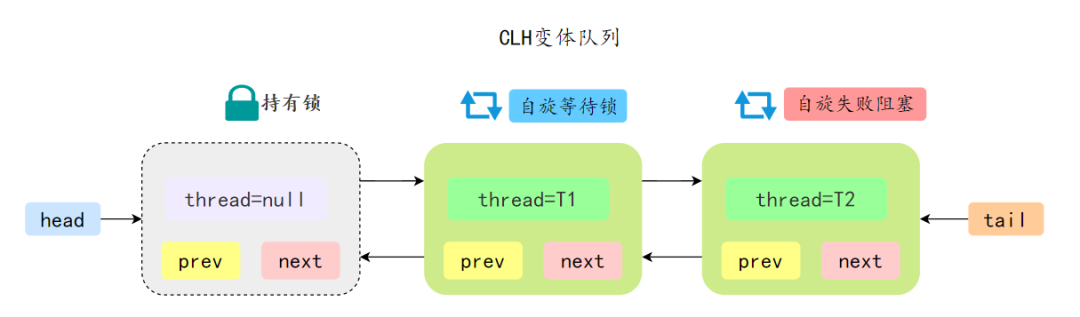 CLH变体队列
持有锁
自旋等待锁
自旋失败阻塞
thread=null
thread=T1
thread=T2
head
tail
prev
next
prev
next
prev
next